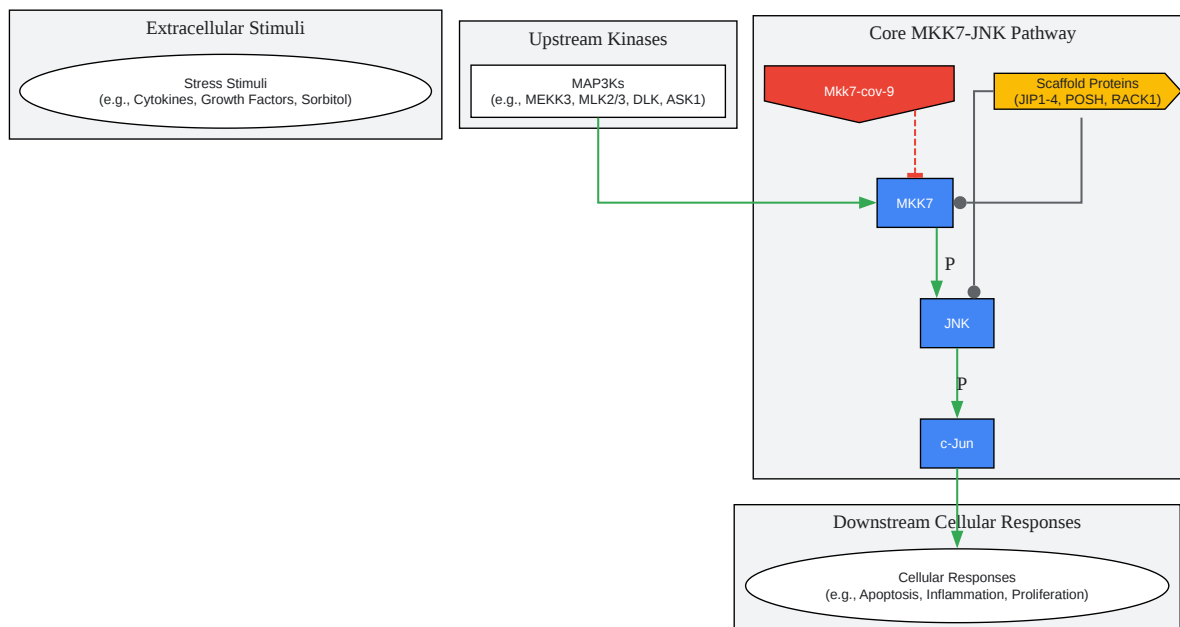 Extracellular Stimuli
Stress Stimuli
(e.g., Cytokines, Growth Factors, Sorbitol)
Upstream Kinases
MAP3Ks
(e.g., MEKK3, MLK2/3, DLK, ASK1)
Core MKK7-JNK Pathway
Mkk7-cov-9
Scaffold Proteins
(JIP1-4, POSH, RACK1)
MKK7
P
JNK
P
c-Jun
Downstream Cellular Responses
Cellular Responses
(e.g., Apoptosis, Inflammation, Proliferation)